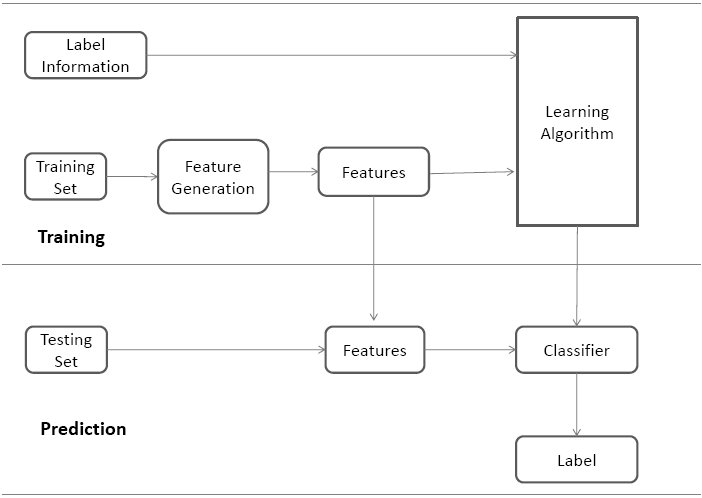 Label
Information
Learning
Algorithm
Training
Set
Feature
Generation
Features
Training
Testing
Set
Features
Classifier
Prediction
Label